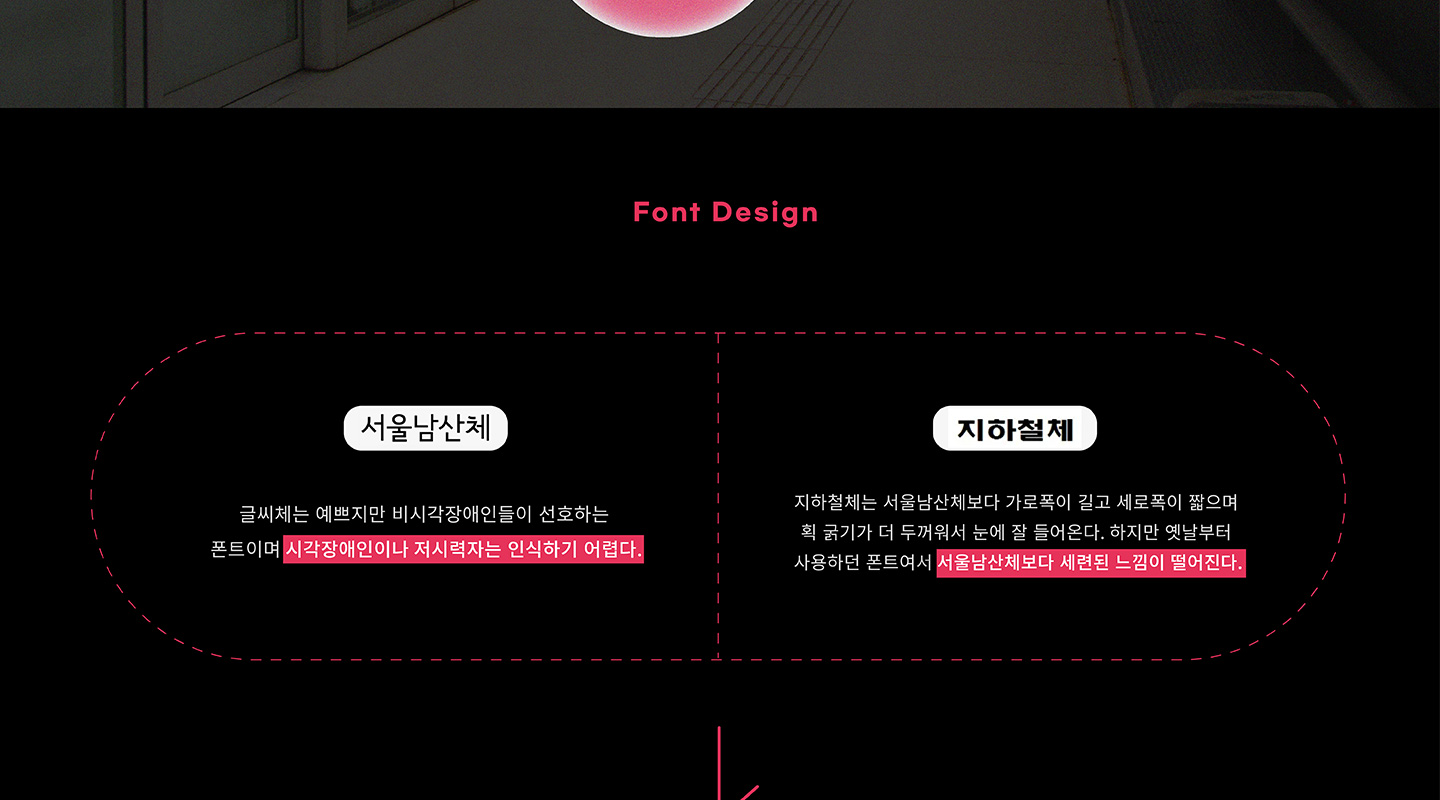 Font Design
서울남산체
글씨체는 예쁘지만 비시각장애인들이 선호하는
폰트이며 시각장애인이나 저시력자는 인식하기 어렵다.
지하철체
지하철체는 서울남산체보다 가로폭이 길고 세로폭이 짧으며
획 굵기가 더 두꺼워서 눈에 잘 들어온다. 하지만 옛날부터
사용하던 폰트여서 서울남산체보다 세련된 느낌이 떨어진다.